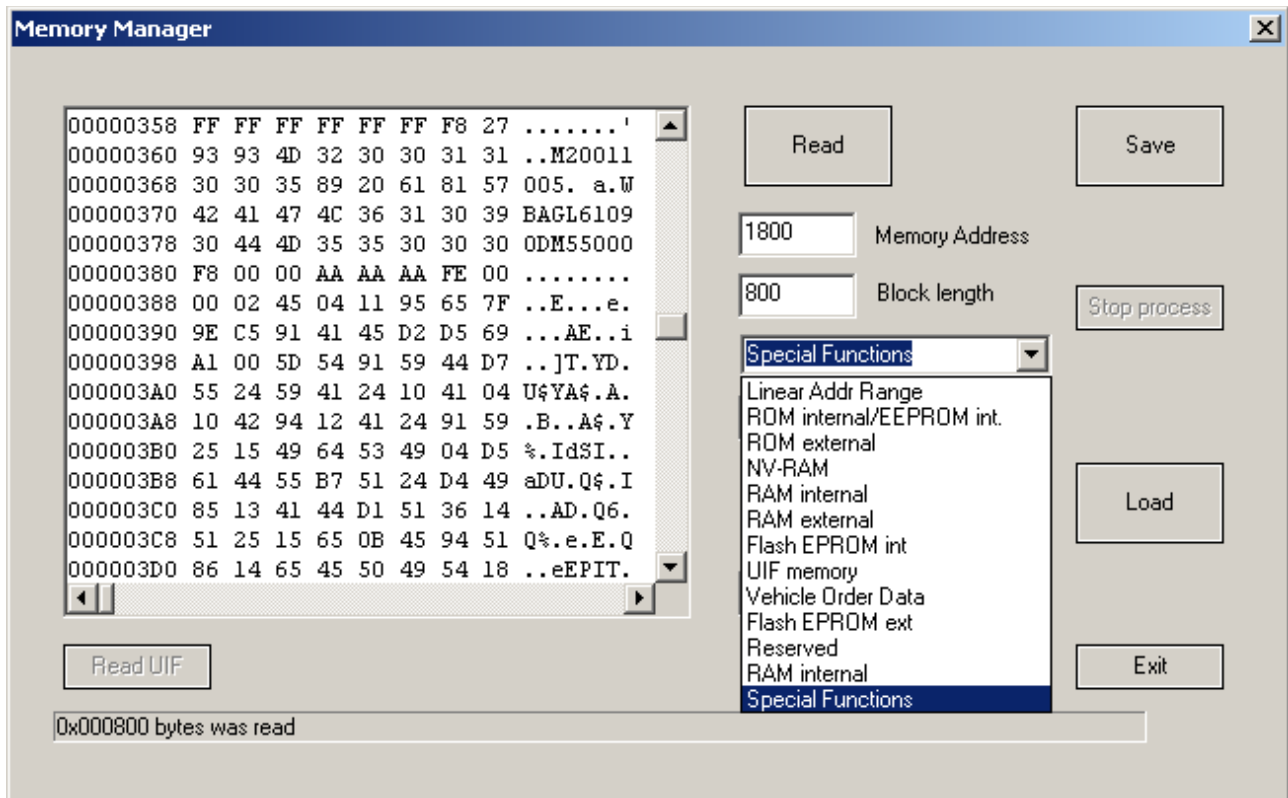 Memory Manager
00000358 FF FF FF FF FF FF F8 27 .......'
00000360 93 93 4D 32 30 30 31 31 ..M20011
00000368 30 30 35 89 20 61 81 57 005. a.W
00000370 42 41 47 4C 36 31 30 39 BAGL6109
00000378 30 44 4D 35 35 30 30 30 0DM55000
00000380 F8 00 00 AA AA AA FE 00 ........
00000388 00 02 45 04 11 95 65 7F ..E...e.
00000390 9E C5 91 41 45 D2 D5 69 ...AE..i
00000398 A1 00 5D 54 91 59 44 D7 ..]T.YD.
000003A0 55 24 59 41 24 10 41 04 U$YA$.A.
000003A8 10 42 94 12 41 24 91 59 .B..A$.Y
000003B0 25 15 49 64 53 49 04 D5 %.IdSI..
000003B8 61 44 55 B7 51 24 D4 49 aDU.Q$.I
000003C0 85 13 41 44 D1 51 36 14 ..AD.Q6.
000003C8 51 25 15 65 0B 45 94 51 Q%.e.E.Q
000003D0 86 14 65 45 50 49 54 18 ..eEPIT.
Read
Save
1800 Memory Address
800 Block length
Stop process
Special Functions
Linear Addr Range
ROM internal/EEPROM int.
ROM external
NV-RAM
RAM internal
RAM external
Flash EPROM int
UIF memory
Vehicle Order Data
Flash EPROM ext
Reserved
RAM internal
Special Functions
Load
Read UIF
Exit
0x000800 bytes was read